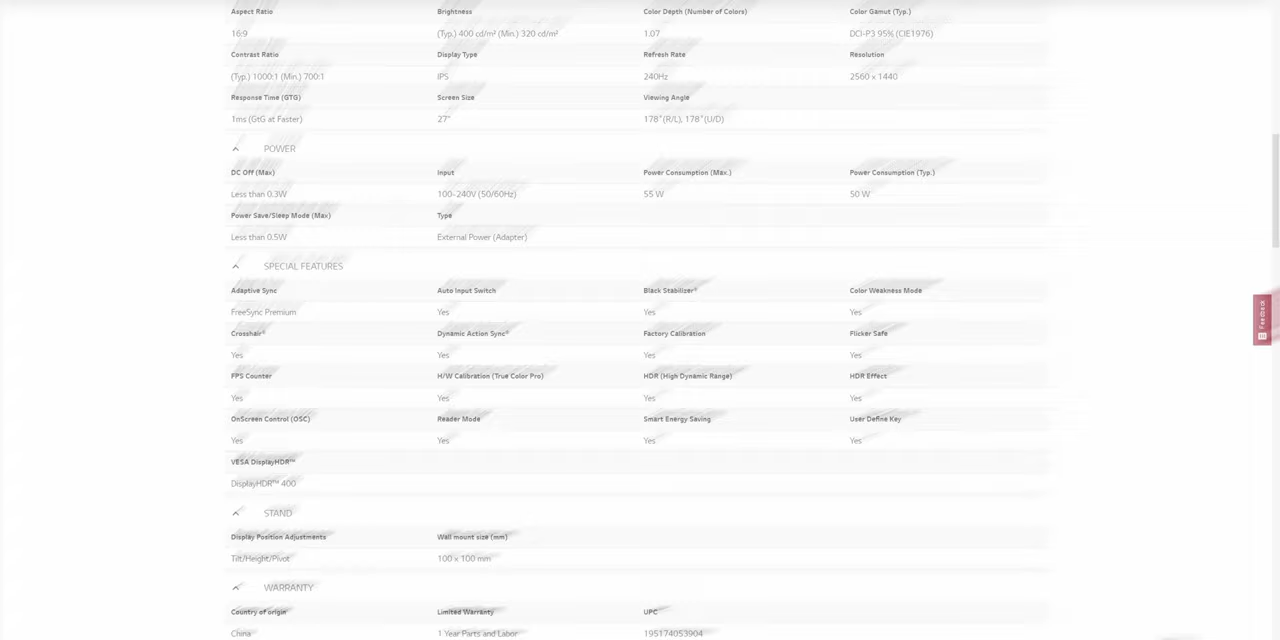 Aspect Ratio Brightness Color Depth (Number of Colors) Color Gamut (Typ.)
16:9 (Typ.) 400 cd/m² (Min.) 320 cd/m² 1.07 DCI-P3 95% (CIE1976)
Contrast Ratio Display Type Refresh Rate Resolution
(Typ.) 1000:1 (Min.) 700:1 IPS 240Hz 2560 x 1440
Response Time (GTG) Screen Size Viewing Angle
1ms (GtG at Faster) 27" 178°(R/L), 178°(U/D)
POWER
DC Off (Max) Input Power Consumption (Max.) Power Consumption (Typ.)
Less than 0.3W 100~240V (50/60Hz) 55 W 50 W
Power Save/Sleep Mode (Max) Type
Less than 0.5W External Power (Adapter)
SPECIAL FEATURES
Adaptive Sync Auto Input Switch Black Stabilizer® Color Weakness Mode
FreeSync Premium Yes Yes Yes
Crosshair® Dynamic Action Sync® Factory Calibration Flicker Safe
Yes Yes Yes Yes
FPS Counter H/W Calibration (True Color Pro) HDR (High Dynamic Range) HDR Effect
Yes Yes Yes Yes
OnScreen Control (OSC) Reader Mode Smart Energy Saving User Define Key
Yes Yes Yes Yes
VESA DisplayHDR™
DisplayHDR™ 400
STAND
Display Position Adjustments Wall mount size (mm)
Tilt/Height/Pivot 100 x 100 mm
WARRANTY
Country of origin Limited Warranty UPC
China 1 Year Parts and Labor 195174053904
Feedback